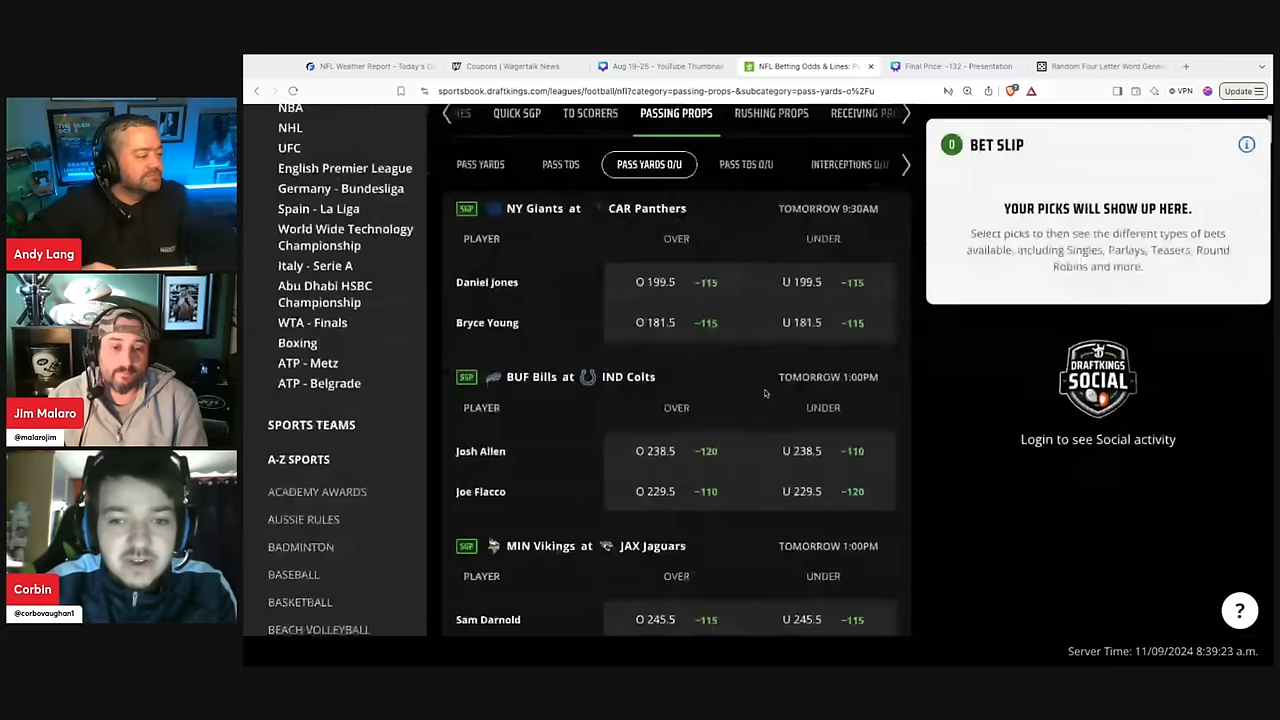 NFL Weather Report - Today's
Coupons | Wagertalk News
Aug 19-25 - YouTube Thumbnail
NFL Betting Odds & Lines:
Final Price: -132 - Presentation
Random Four Letter Word Gener
sportsbook.draftkings.com/leagues/football/nfl?category=passing-props-&subcategory=pass-yards-o%2Fu
VPN
Update
Andy Lang
JIm Malaro
@malarojim
Corbin
@corbovaughan1
NBA
NHL
UFC
English Premier League
Germany - Bundesliga
Spain - La Liga
World Wide Technology
Championship
Italy - Serie A
Abu Dhabi HSBC
Championship
WTA - Finals
Boxing
ATP - Metz
ATP - Belgrade
SPORTS TEAMS
A-Z SPORTS
ACADEMY AWARDS
AUSSIE RULES
BADMINTON
BASEBALL
BASKETBALL
BEACH VOLLEYBALL
QUICK SGP TD SCORERS PASSING PROPS RUSHING PROPS RECEIVING
PASS YARDS PASS TDS PASS YARDS O/U PASS TDS O/U INTERCEPTIONS O/U
SGP NY Giants at CAR Panthers TOMORROW 9:30AM
PLAYER OVER UNDER
Daniel Jones O 199.5 -115 U 199.5 -115
Bryce Young O 181.5 -115 U 181.5 -115
SGP BUF Bills at IND Colts TOMORROW 1:00PM
PLAYER OVER UNDER
Josh Allen O 238.5 -120 U 238.5 -110
Joe Flacco O 229.5 -110 U 229.5 -120
SGP MIN Vikings at JAX Jaguars TOMORROW 1:00PM
PLAYER OVER UNDER
Sam Darnold O 245.5 -115 U 245.5 -115
0 BET SLIP
YOUR PICKS WILL SHOW UP HERE.
Select picks to then see the different types of bets
available, including Singles, Parlays, Teasers, Round
Robins and more.
DRAFTKINGS
SOCIAL
Login to see Social activity
?
Server Time: 11/09/2024 8:39:23 a.m.